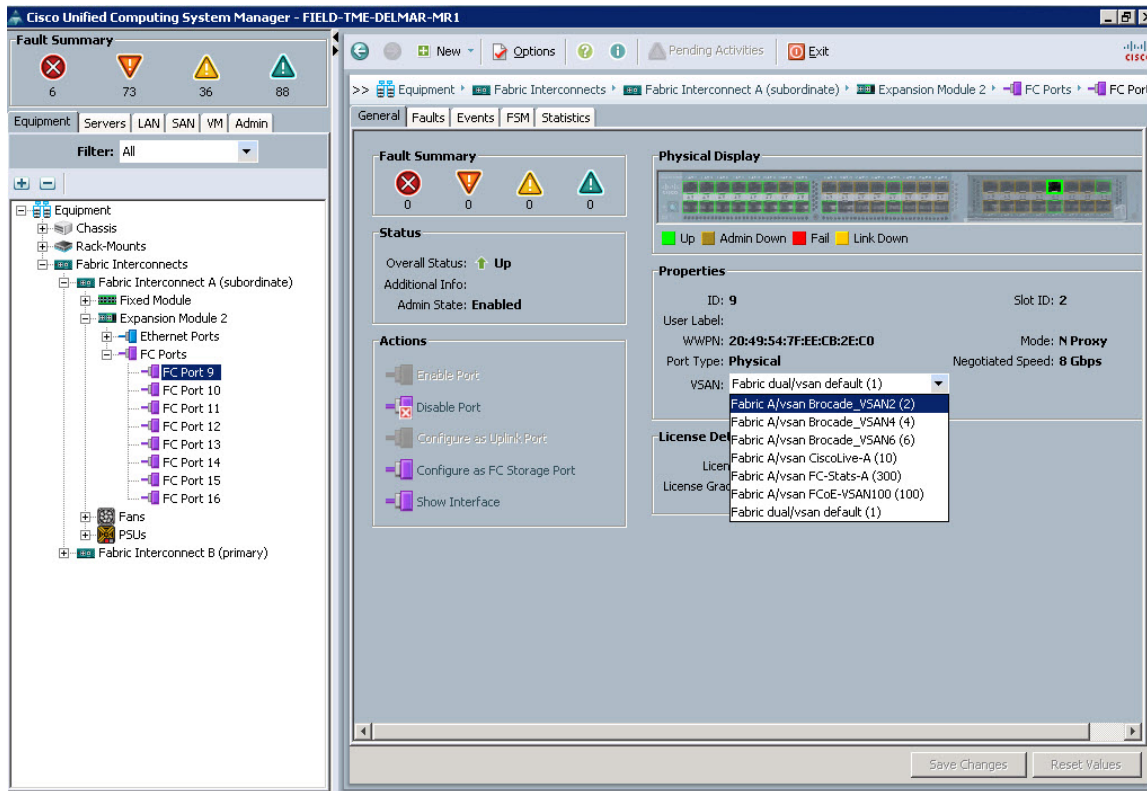 Cisco Unified Computing System Manager - FIELD-TME-DELMAR-MR1
Fault Summary
6 73 36 88
Equipment Servers LAN SAN VM Admin
Filter: All
Equipment
Chassis
Rack-Mounts
Fabric Interconnects
Fabric Interconnect A (subordinate)
Fixed Module
Expansion Module 2
Ethernet Ports
FC Ports
FC Port 9
FC Port 10
FC Port 11
FC Port 12
FC Port 13
FC Port 14
FC Port 15
FC Port 16
Fans
PSUs
Fabric Interconnect B (primary)
New Options Pending Activities Exit
CISCO
>> Equipment Fabric Interconnects Fabric Interconnect A (subordinate) Expansion Module 2 FC Ports FC Por
General Faults Events FSM Statistics
Fault Summary
0 0 0 0
Status
Overall Status: Up
Additional Info:
Admin State: Enabled
Actions
Enable Port
Disable Port
Configure as Uplink Port
Configure as FC Storage Port
Show Interface
Physical Display
Up Admin Down Fail Link Down
Properties
ID: 9 Slot ID: 2
User Label:
WWPN: 20:49:54:7F:EE:CB:2E:C0 Mode: N Proxy
Port Type: Physical Negotiated Speed: 8 Gbps
VSAN: Fabric dual/vsan default (1)
Fabric A/vsan Brocade_VSAN2 (2)
Fabric A/vsan Brocade_VSAN4 (4)
Fabric A/vsan Brocade_VSAN6 (6)
Fabric A/vsan CiscoLive-A (10)
Fabric A/vsan FC-Stats-A (300)
Fabric A/vsan FCoE-VSAN100 (100)
Fabric dual/vsan default (1)
License Det
Licen
License Grac
Save Changes Reset Values